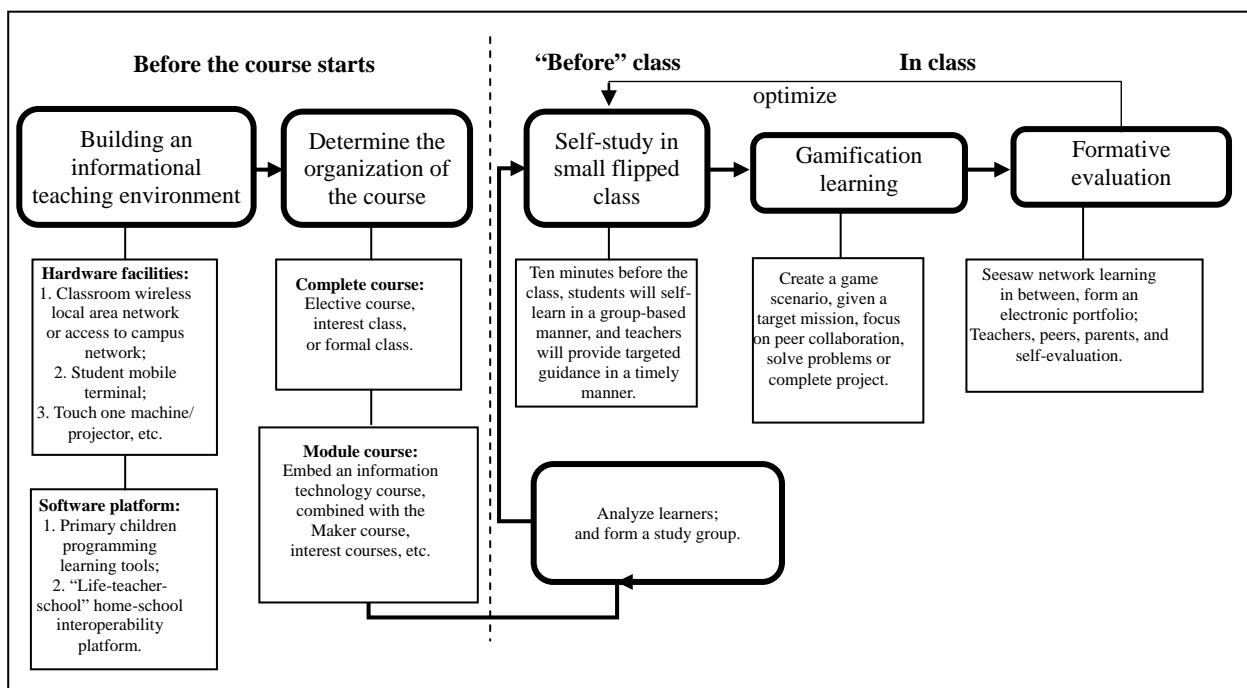 Before the course starts
“Before” class
In class
optimize
Building an
informational
teaching environment
Determine the
organization of
the course
Self-study in
small flipped
class
Gamification
learning
Formative
evaluation
Hardware facilities:
1. Classroom wireless
local area network
or access to campus
network;
2. Student mobile
terminal;
3. Touch one machine/
projector, etc.
Software platform:
1. Primary children
programming
learning tools;
2. “Life-teacher-
school” home-school
interoperability
platform.
Complete course:
Elective course,
interest class,
or formal class.
Module course:
Embed an information
technology course,
combined with the
Maker course,
interest courses, etc.
Ten minutes before the
class, students will self-
learn in a group-based
manner, and teachers
will provide targeted
guidance in a timely
manner.
Create a game
scenario, given a
target mission, focus
on peer collaboration,
solve problems or
complete project.
Seesaw network learning
in between, form an
electronic portfolio;
Teachers, peers, parents, and
self-evaluation.
Analyze learners;
and form a study group.